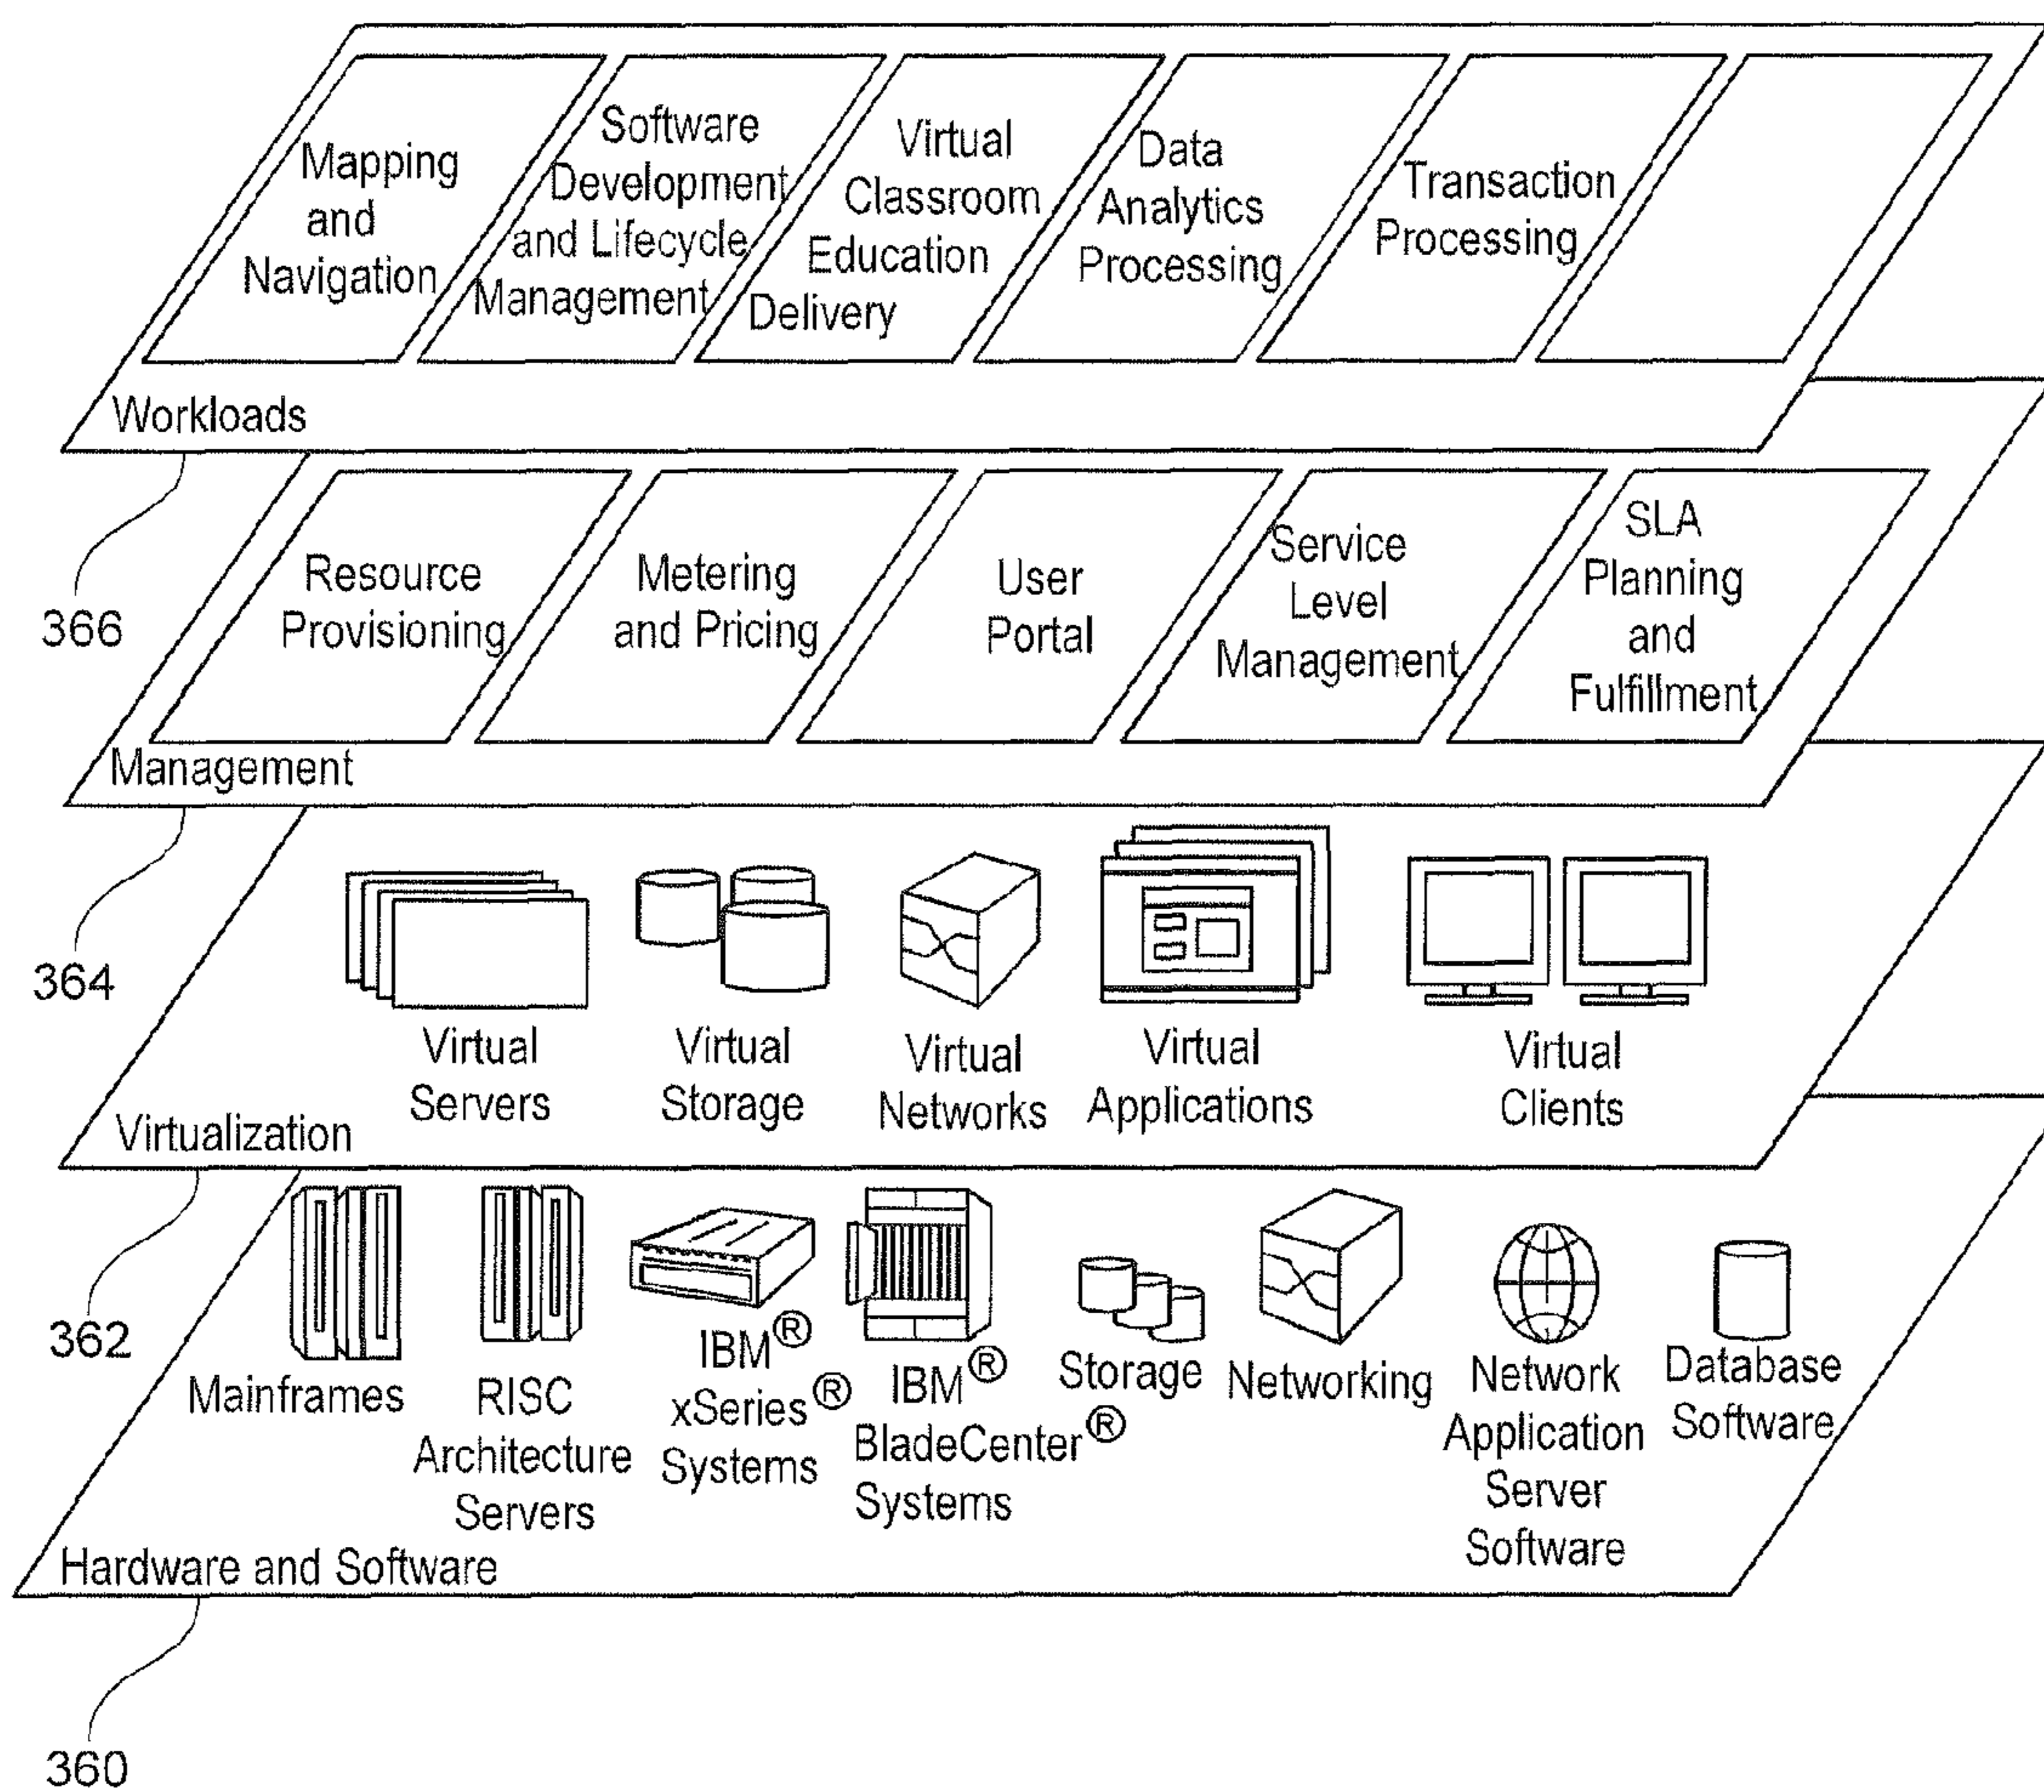 Mapping
and
Navigation
Software
Development
and Lifecycle
Management
Virtual
Classroom
Education
Delivery
Data
Analytics
Processing
Transaction
Processing
Workloads
366
Resource
Provisioning
Metering
and Pricing
User
Portal
Service
Level
Management
SLA
Planning
and
Fulfillment
Management
364
Virtual
Servers
Virtual
Storage
Virtual
Networks
Virtual
Applications
Virtual
Clients
Virtualization
362
Mainframes
RISC
Architecture
Servers
IBM®
xSeries®
Systems
IBM®
BladeCenter®
Systems
Storage
Networking
Network
Application
Server
Software
Database
Software
Hardware and Software
360